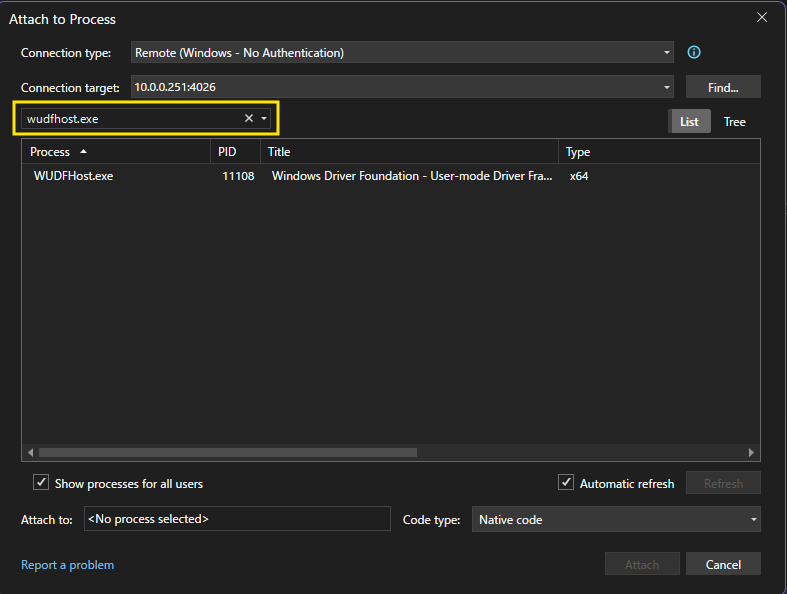 Attach to Process
Connection type: Remote (Windows - No Authentication)
Connection target: 10.0.0.251:4026 Find...
wudfhost.exe
List Tree
Process PID Title Type
WUDFHost.exe 11108 Windows Driver Foundation - User-mode Driver Fra... x64
Show processes for all users Automatic refresh Refresh
Attach to: <No process selected> Code type: Native code
Report a problem Attach Cancel